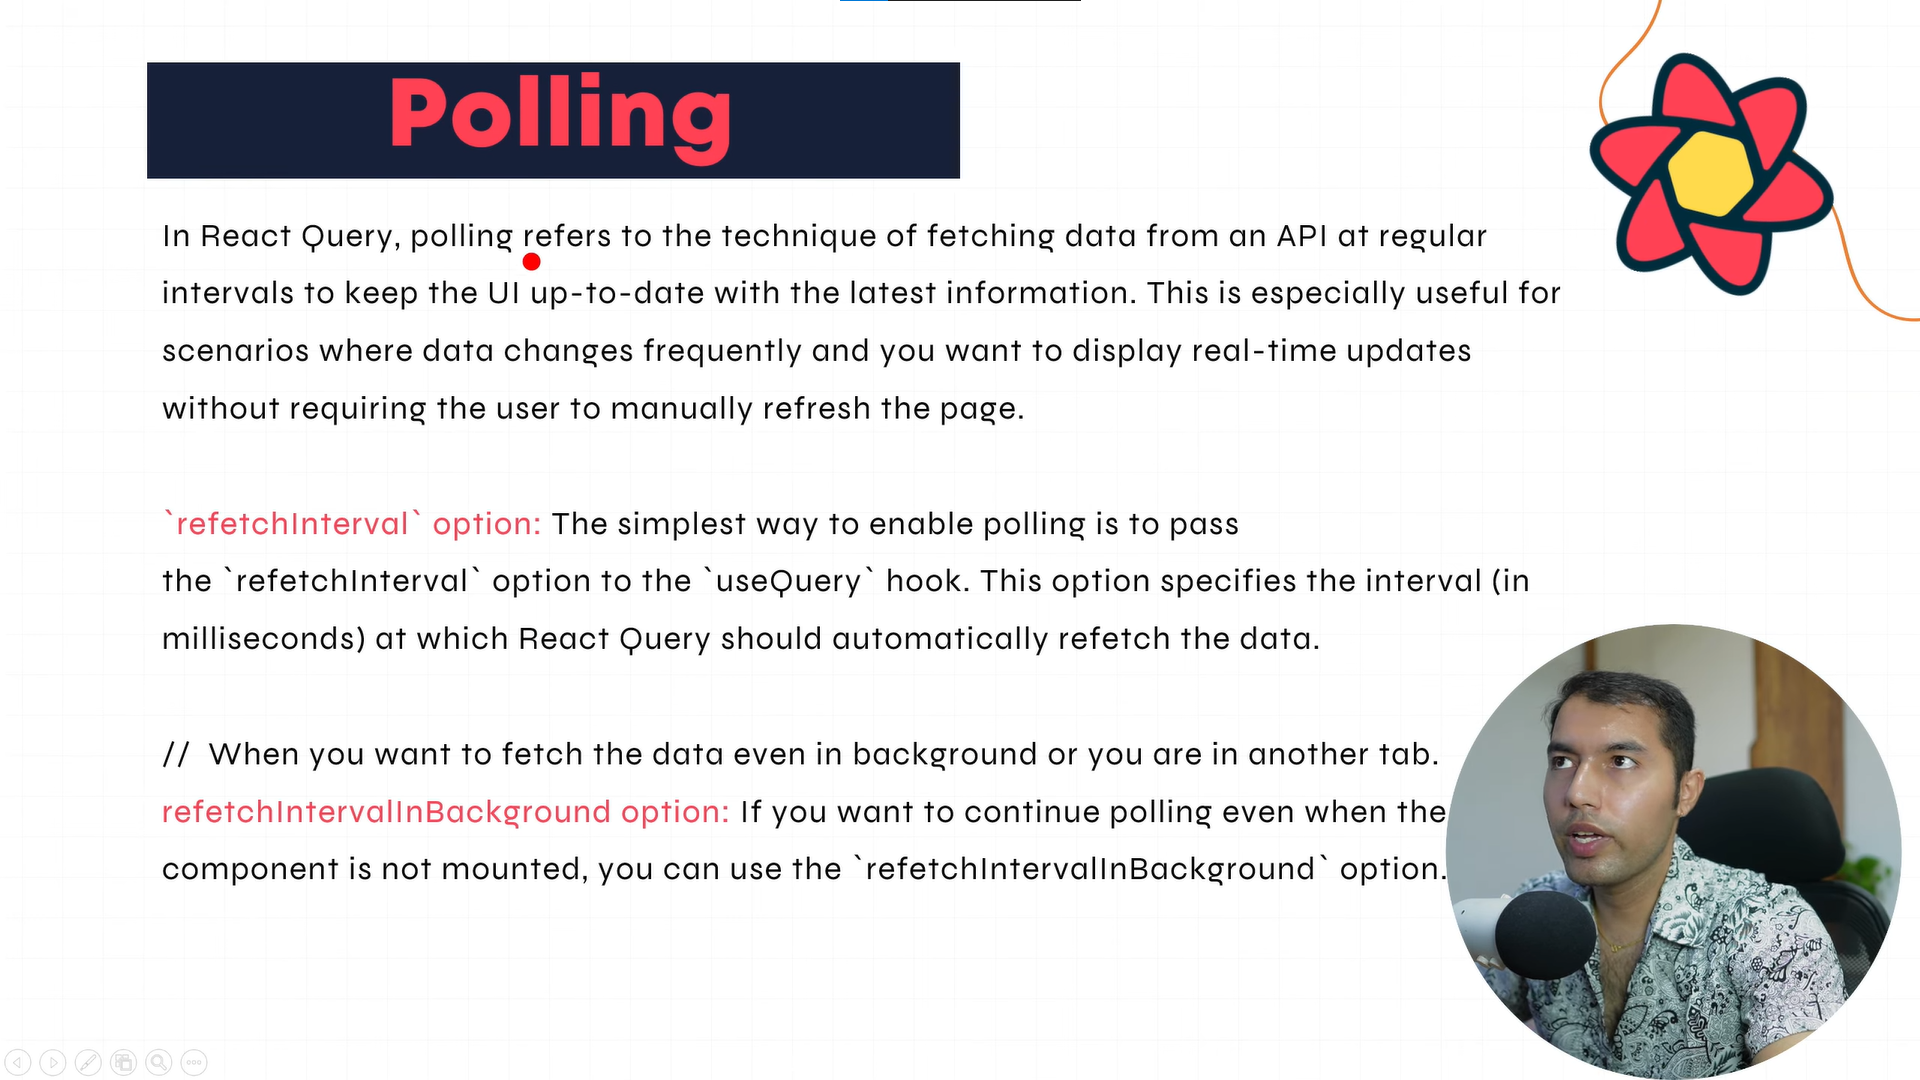 Polling
In React Query, polling refers to the technique of fetching data from an API at regular
intervals to keep the UI up-to-date with the latest information. This is especially useful for
scenarios where data changes frequently and you want to display real-time updates
without requiring the user to manually refresh the page.
`refetchInterval` option: The simplest way to enable polling is to pass
the `refetchInterval` option to the `useQuery` hook. This option specifies the interval (in
milliseconds) at which React Query should automatically refetch the data.
// When you want to fetch the data even in background or you are in another tab.
refetchIntervalInBackground option: If you want to continue polling even when the
component is not mounted, you can use the `refetchIntervalInBackground` option.